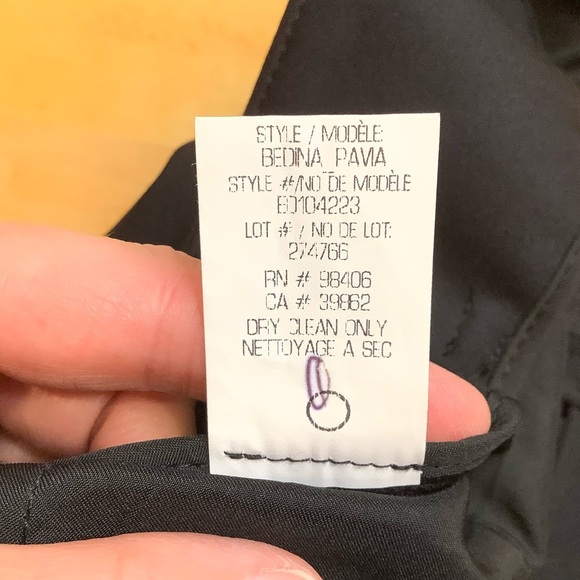 STYLE / MODÈLE:
BEDINA PAVIA
STYLE #/NO DE MODÈLE
E0104223
LOT # / NO DE LOT:
274766
RN # 98406
CA # 39862
DRY CLEAN ONLY
NETTOYAGE A SEC